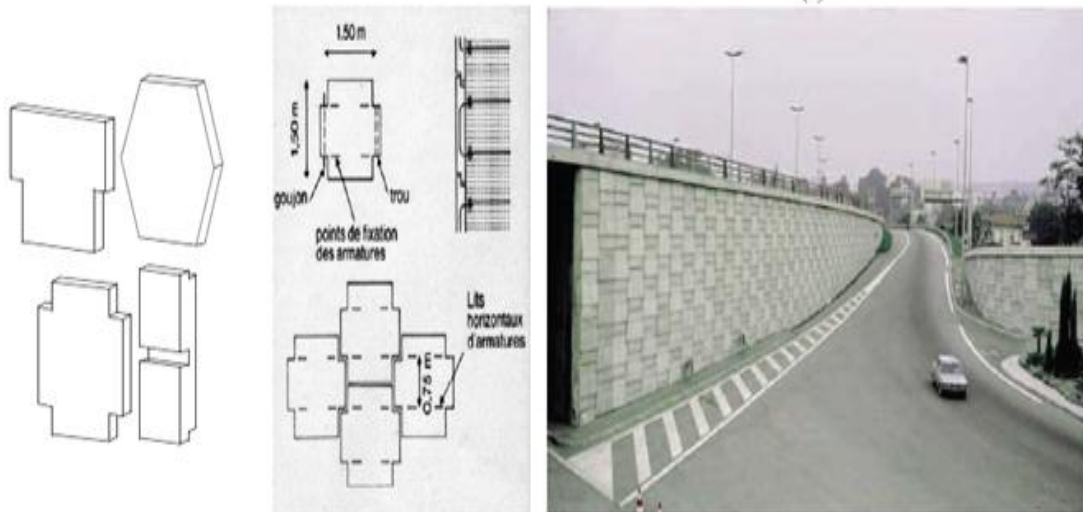 1.50 m
1,50 m
goujon
trou
points de fixation
des armatures
Lits
horizontaux
d'armatures
0.75 m